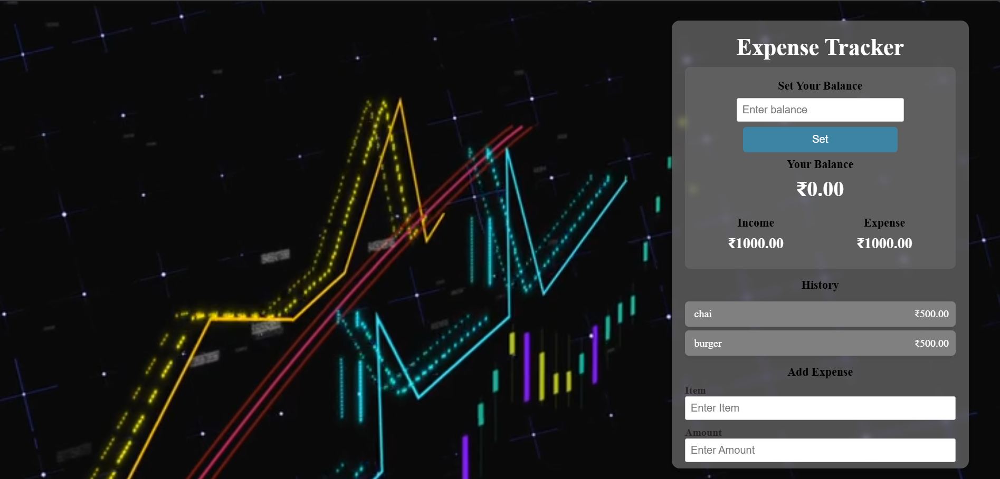 Expense Tracker
Set Your Balance
Enter balance
Set
Your Balance
₹0.00
Income Expense
₹1000.00 ₹1000.00
History
chai ₹500.00
burger ₹500.00
Add Expense
Item
Enter Item
Amount
Enter Amount